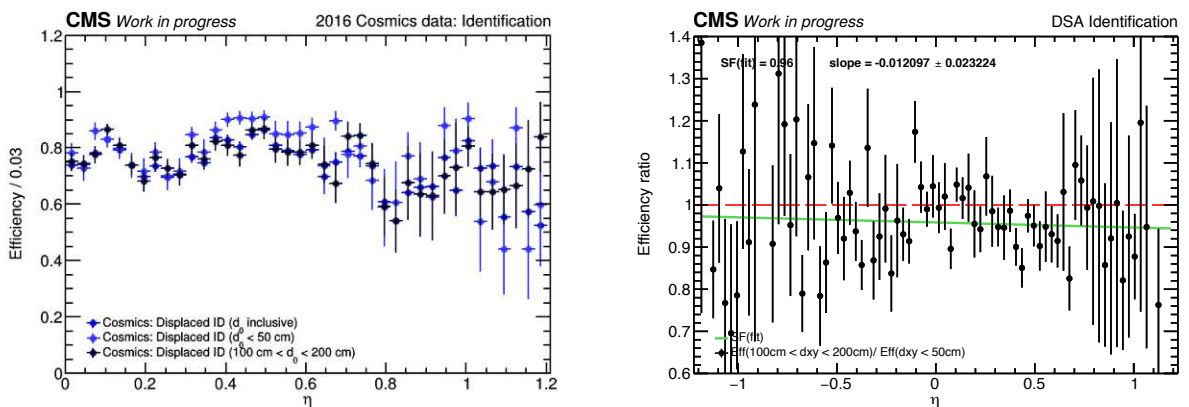 CMS Work in progress 2016 Cosmics data: Identification
Efficiency / 0.03
1.2
1
0.8
0.6
0.4
0.2
0
Cosmics: Displaced ID (d0 inclusive)
Cosmics: Displaced ID (d0 < 50 cm)
Cosmics: Displaced ID (100 cm < d0 < 200 cm)
0 0.2 0.4 0.6 0.8 1 1.2
η
CMS Work in progress DSA Identification
Efficiency ratio
1.4
SF(fit) = 0.96 slope = -0.012097 ± 0.023224
1.3
1.2
1.1
1
0.9
0.8
0.7
SF(fit)
Eff(100cm < dxy < 200cm)/ Eff(dxy < 50cm)
0.6
−1 −0.5 0 0.5 1
η